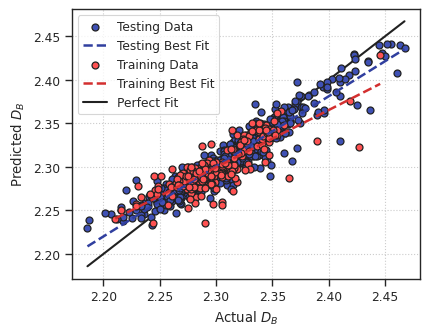 Testing Data
Testing Best Fit
Training Data
Training Best Fit
Perfect Fit
Predicted D_B
2.45
2.40
2.35
2.30
2.25
2.20
2.20 2.25 2.30 2.35 2.40 2.45
Actual D_B